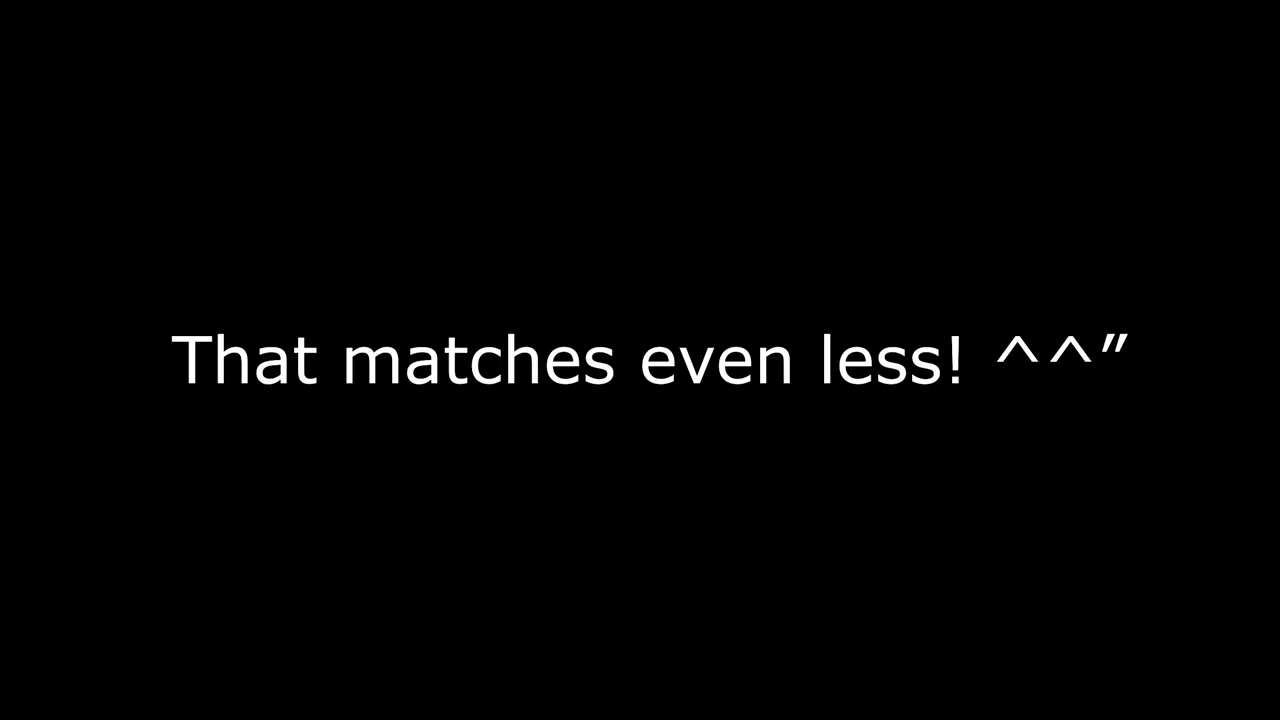 That matches even less! ^^”